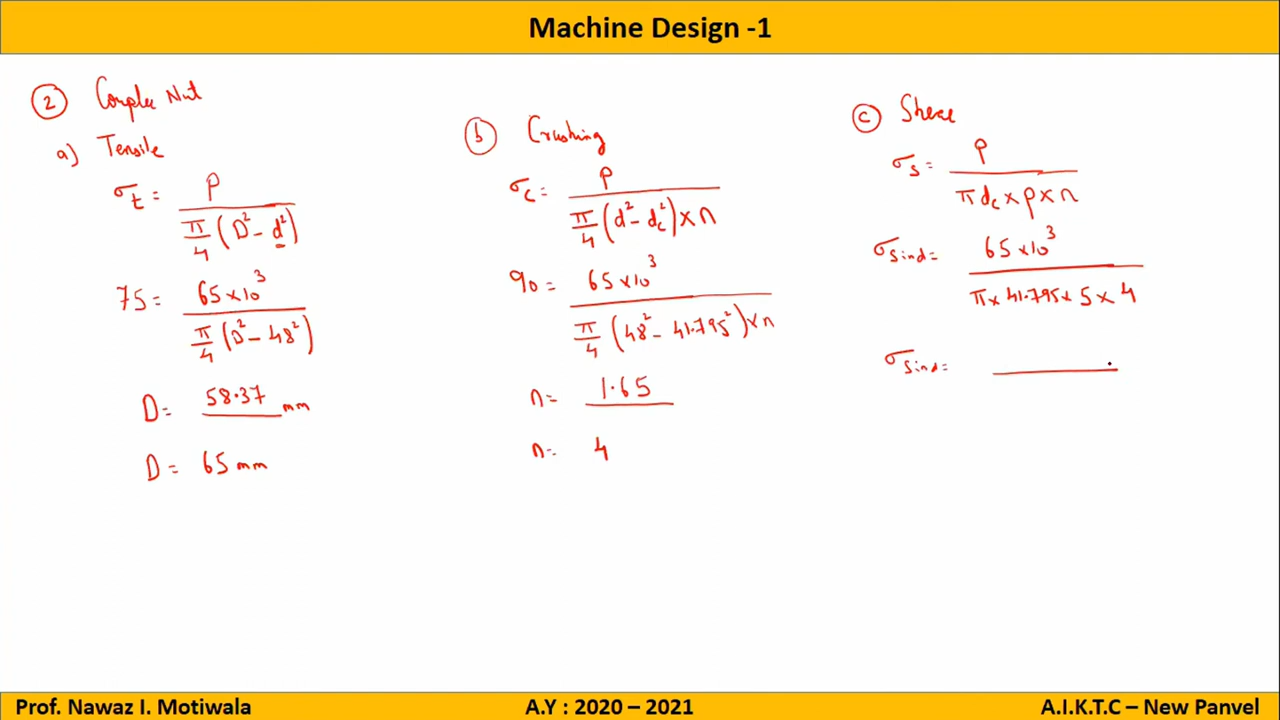 Machine Design -1
② Coupler Nut
a) Tensile
σt = P / (π/4 (D² - d²))
75 = 65×10³ / (π/4 (D² - 48²))
D = 58.37 mm
D = 65 mm
ⓑ Crushing
σc = P / (π/4 (d² - dc²) × n)
90 = 65×10³ / (π/4 (48² - 41.795²) × n)
n = 1.65
n = 4
ⓒ Shear
σs = P / (π dc × p × n)
σsind = 65×10³ / (π × 41.795 × 5 × 4)
σsind =
Prof. Nawaz I. Motiwala
A.Y : 2020 – 2021
A.I.K.T.C – New Panvel